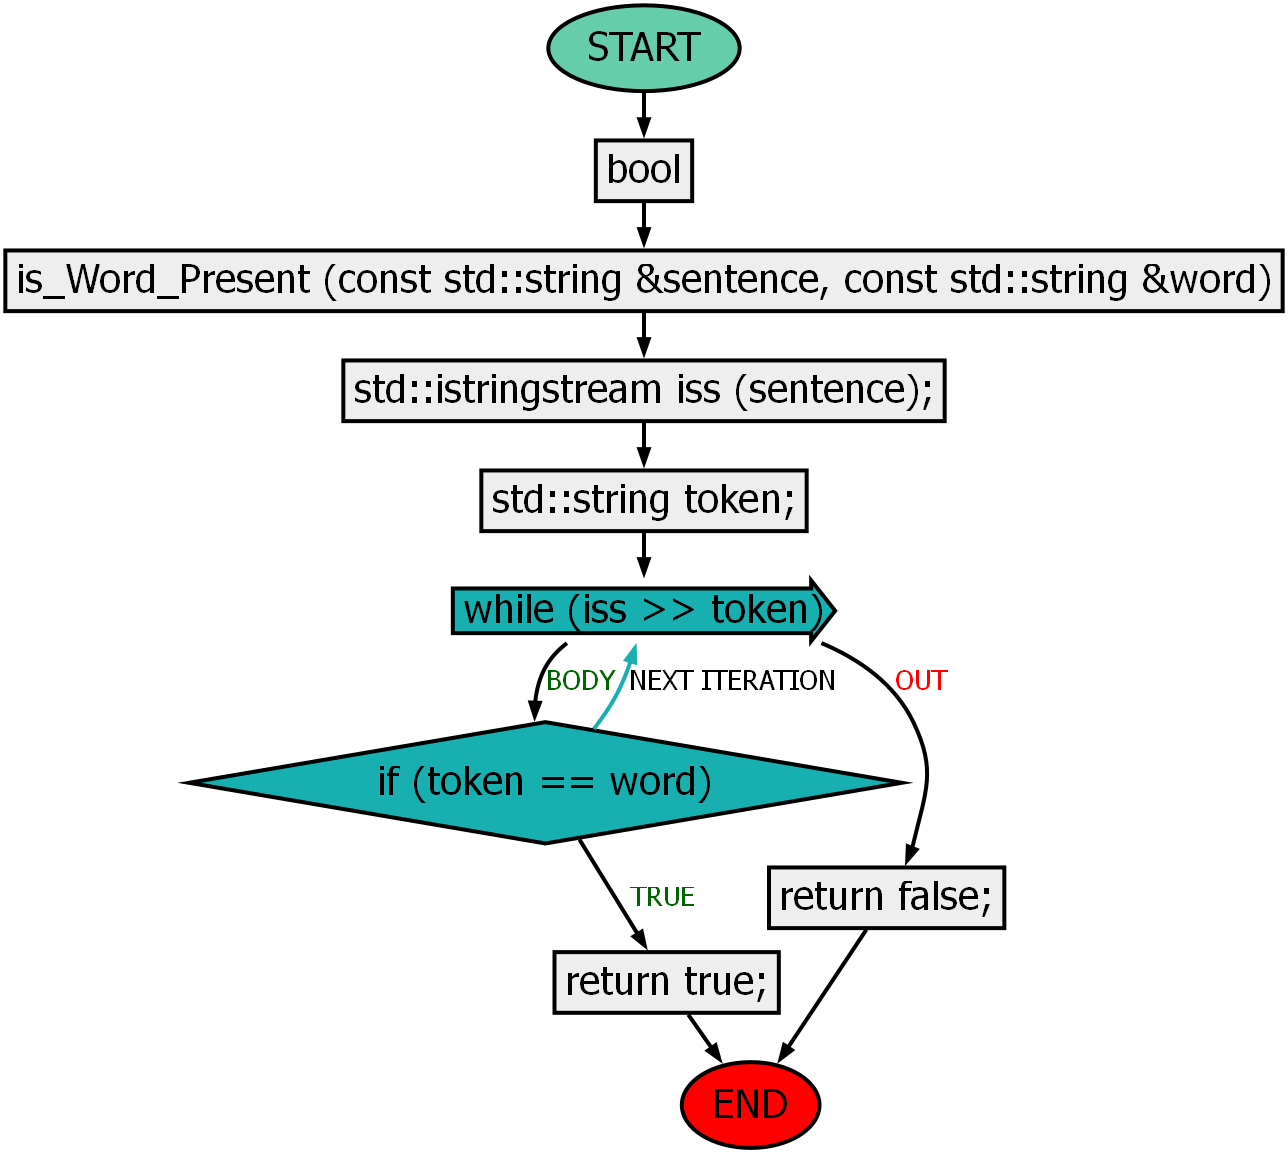 START
bool
is_Word_Present (const std::string &sentence, const std::string &word)
std::istringstream iss (sentence);
std::string token;
while (iss >> token)
BODY
NEXT ITERATION
OUT
if (token == word)
TRUE
return false;
return true;
END